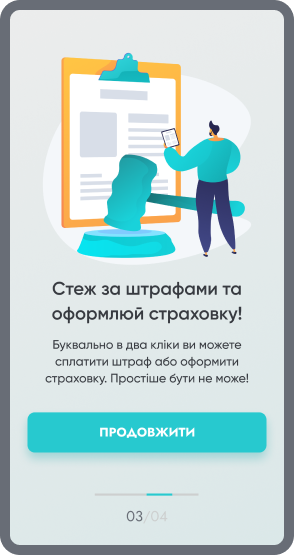 Стеж за штрафами та
оформлюй страховку!
Буквально в два кліки ви можете
сплатити штраф або оформити
страховку. Простіше бути не може!
ПРОДОВЖИТИ
03/04